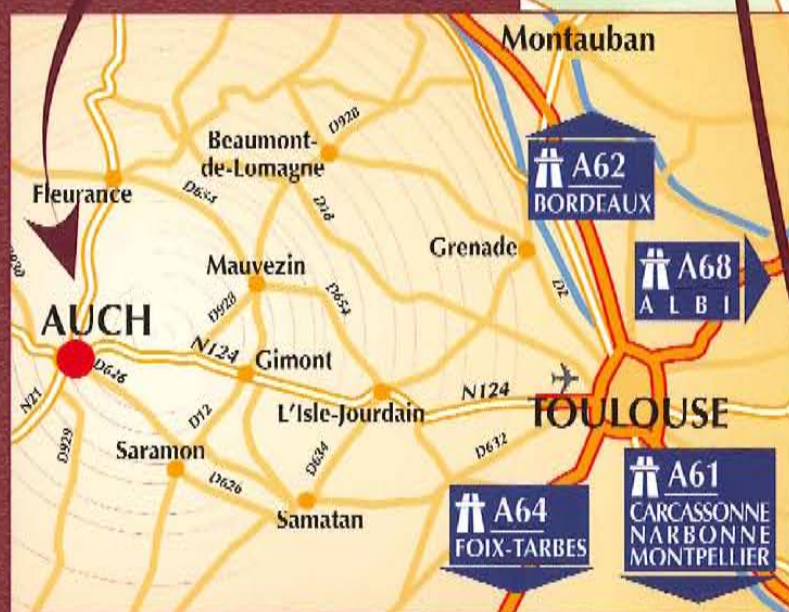 Montauban
Beaumont-
de-Lomagne
D928
A62
BORDEAUX
Fleurance
D654
D18
Grenade
A68
ALBI
D930
Mauvezin
D654
D2
D928
AUCH
N124
Gimont
D626
N21
L'Isle-Jourdain
N124
TOULOUSE
D12
D929
Saramon
D634
D632
D626
Samatan
A64
FOIX-TARBES
A61
CARCASSONNE
NARBONNE
MONTPELLIER